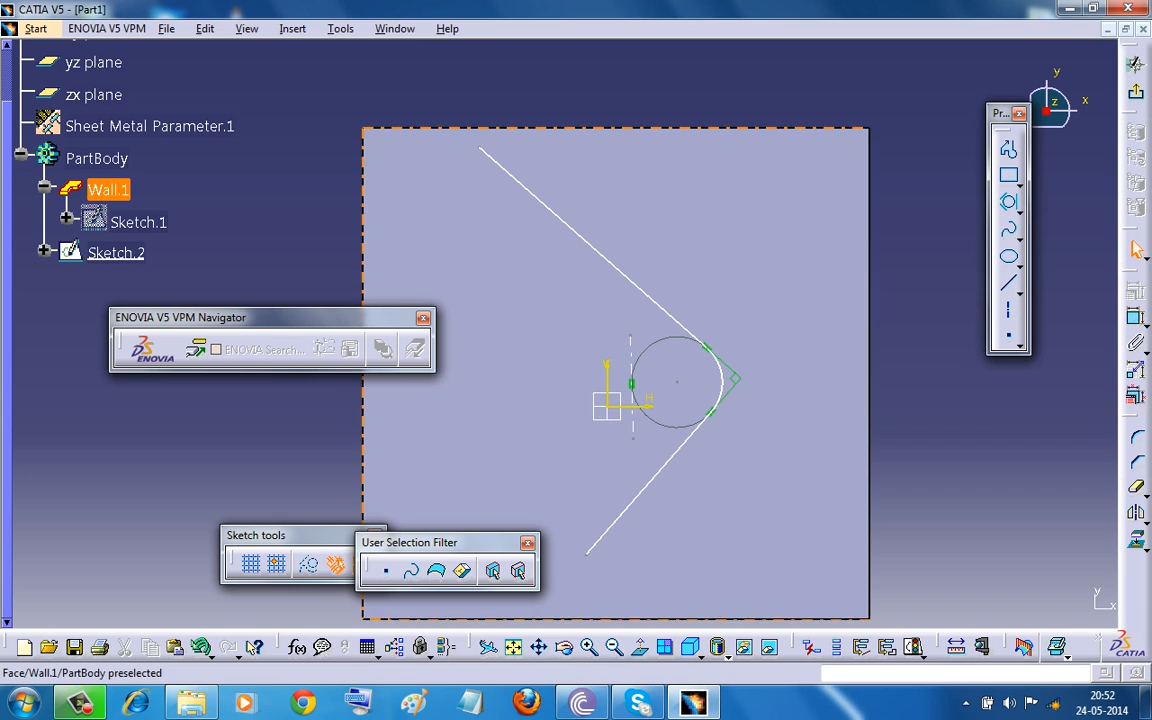 CATIA V5 - [Part1]
Start ENOVIA V5 VPM File Edit View Insert Tools Window Help
yz plane
zx plane
Sheet Metal Parameter.1
PartBody
Wall.1
Sketch.1
Sketch.2
y
x
z
Pr...
ENOVIA V5 VPM Navigator
ENOVIA
ENOVIA Search...
V
H
Sketch tools
User Selection Filter
y
x
f(x)
CATIA
Face/Wall.1/PartBody preselected
20:52
24-05-2014